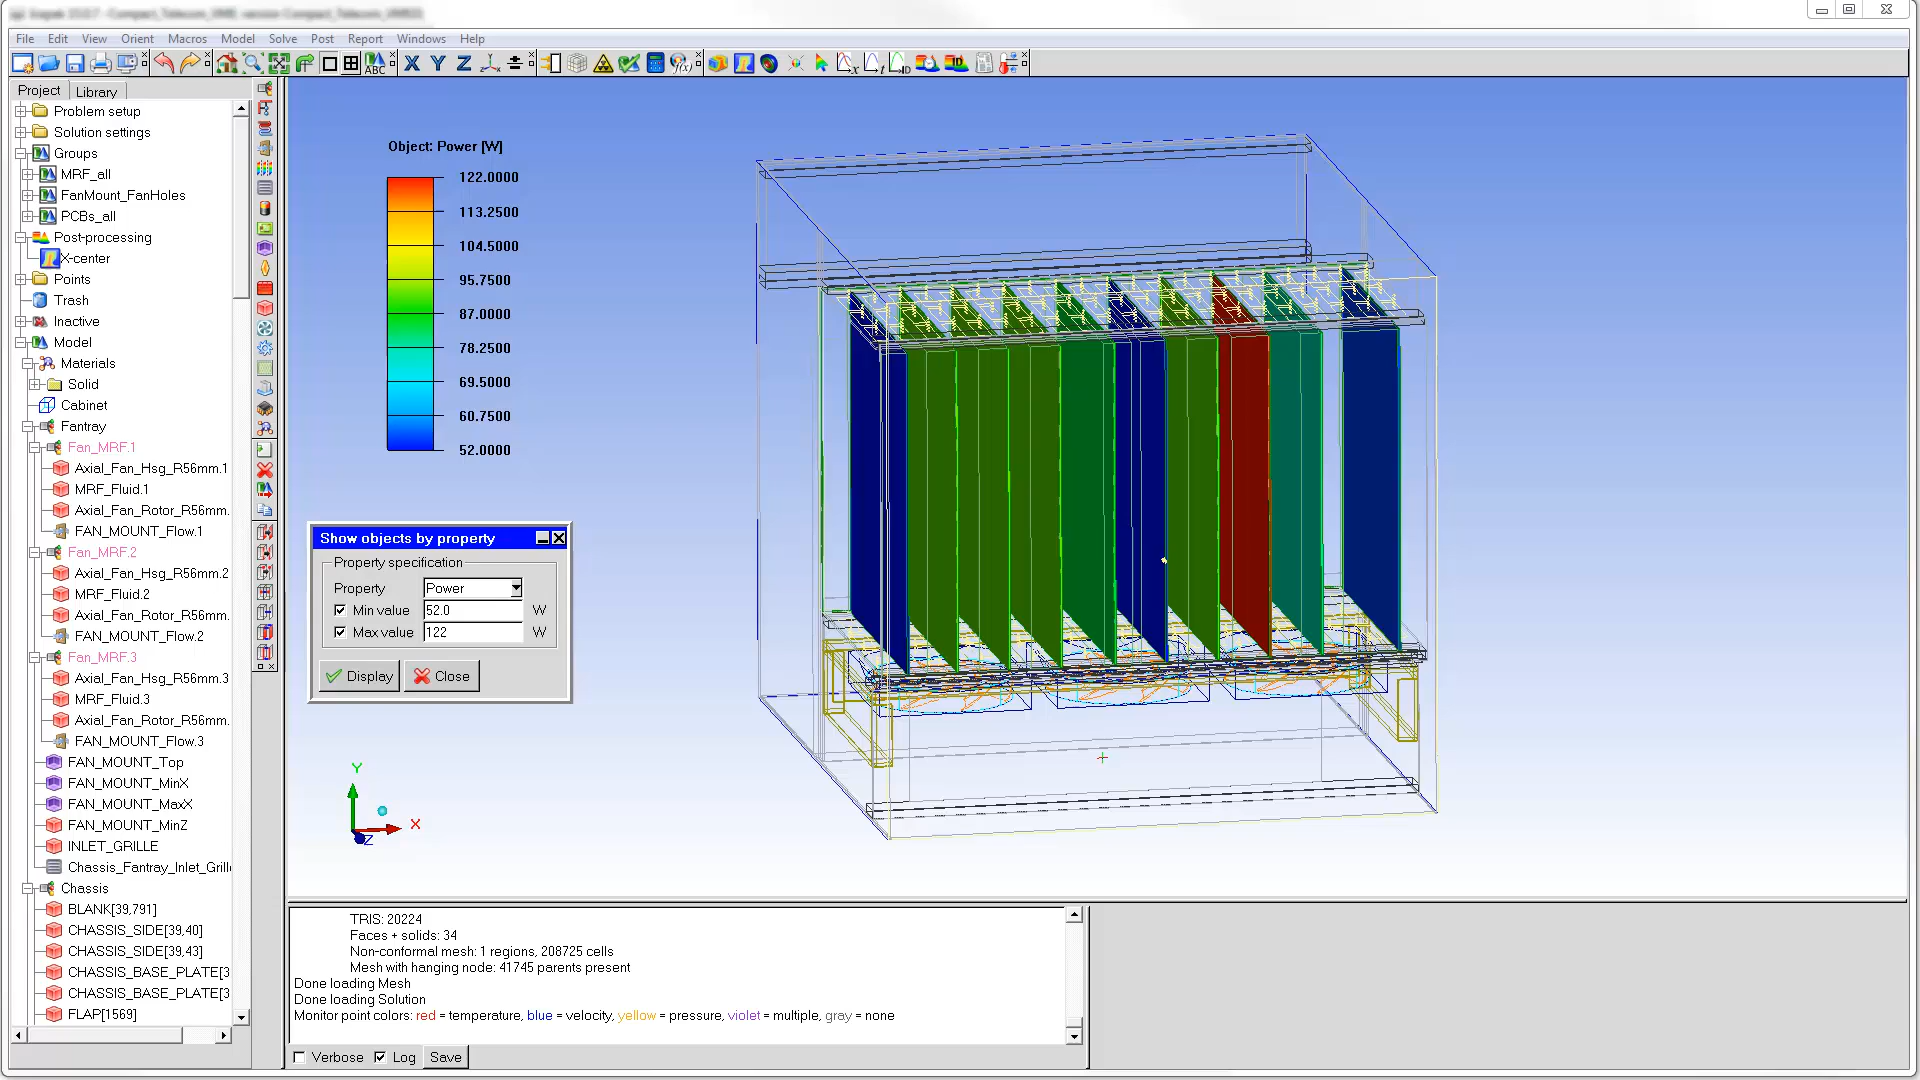 File Edit View Orient Macros Model Solve Post Report Windows Help
ABC X Y Z
Project Library
Problem setup
Solution settings
Groups
MRF_all
FanMount_FanHoles
PCBs_all
Post-processing
X-center
Points
Trash
Inactive
Model
Materials
Solid
Cabinet
Fantray
Fan_MRF.1
Axial_Fan_Hsg_R56mm.1
MRF_Fluid.1
Axial_Fan_Rotor_R56mm.
FAN_MOUNT_Flow.1
Fan_MRF.2
Axial_Fan_Hsg_R56mm.2
MRF_Fluid.2
Axial_Fan_Rotor_R56mm.
FAN_MOUNT_Flow.2
Fan_MRF.3
Axial_Fan_Hsg_R56mm.3
MRF_Fluid.3
Axial_Fan_Rotor_R56mm.
FAN_MOUNT_Flow.3
FAN_MOUNT_Top
FAN_MOUNT_MinX
FAN_MOUNT_MaxX
FAN_MOUNT_MinZ
INLET_GRILLE
Chassis_Fantray_Inlet_Grill
Chassis
BLANK[39,791]
CHASSIS_SIDE[39,40]
CHASSIS_SIDE[39,43]
CHASSIS_BASE_PLATE[3
CHASSIS_BASE_PLATE[3
FLAP[1569]
Object: Power [W]
122.0000
113.2500
104.5000
95.7500
87.0000
78.2500
69.5000
60.7500
52.0000
Show objects by property
Property specification
Property Power
Min value 52.0 W
Max value 122 W
Display Close
Y
X
Z
TRIS: 20224
Faces + solids: 34
Non-conformal mesh: 1 regions, 208725 cells
Mesh with hanging node: 41745 parents present
Done loading Mesh
Done loading Solution
Monitor point colors: red = temperature, blue = velocity, yellow = pressure, violet = multiple, gray = none
Verbose Log Save